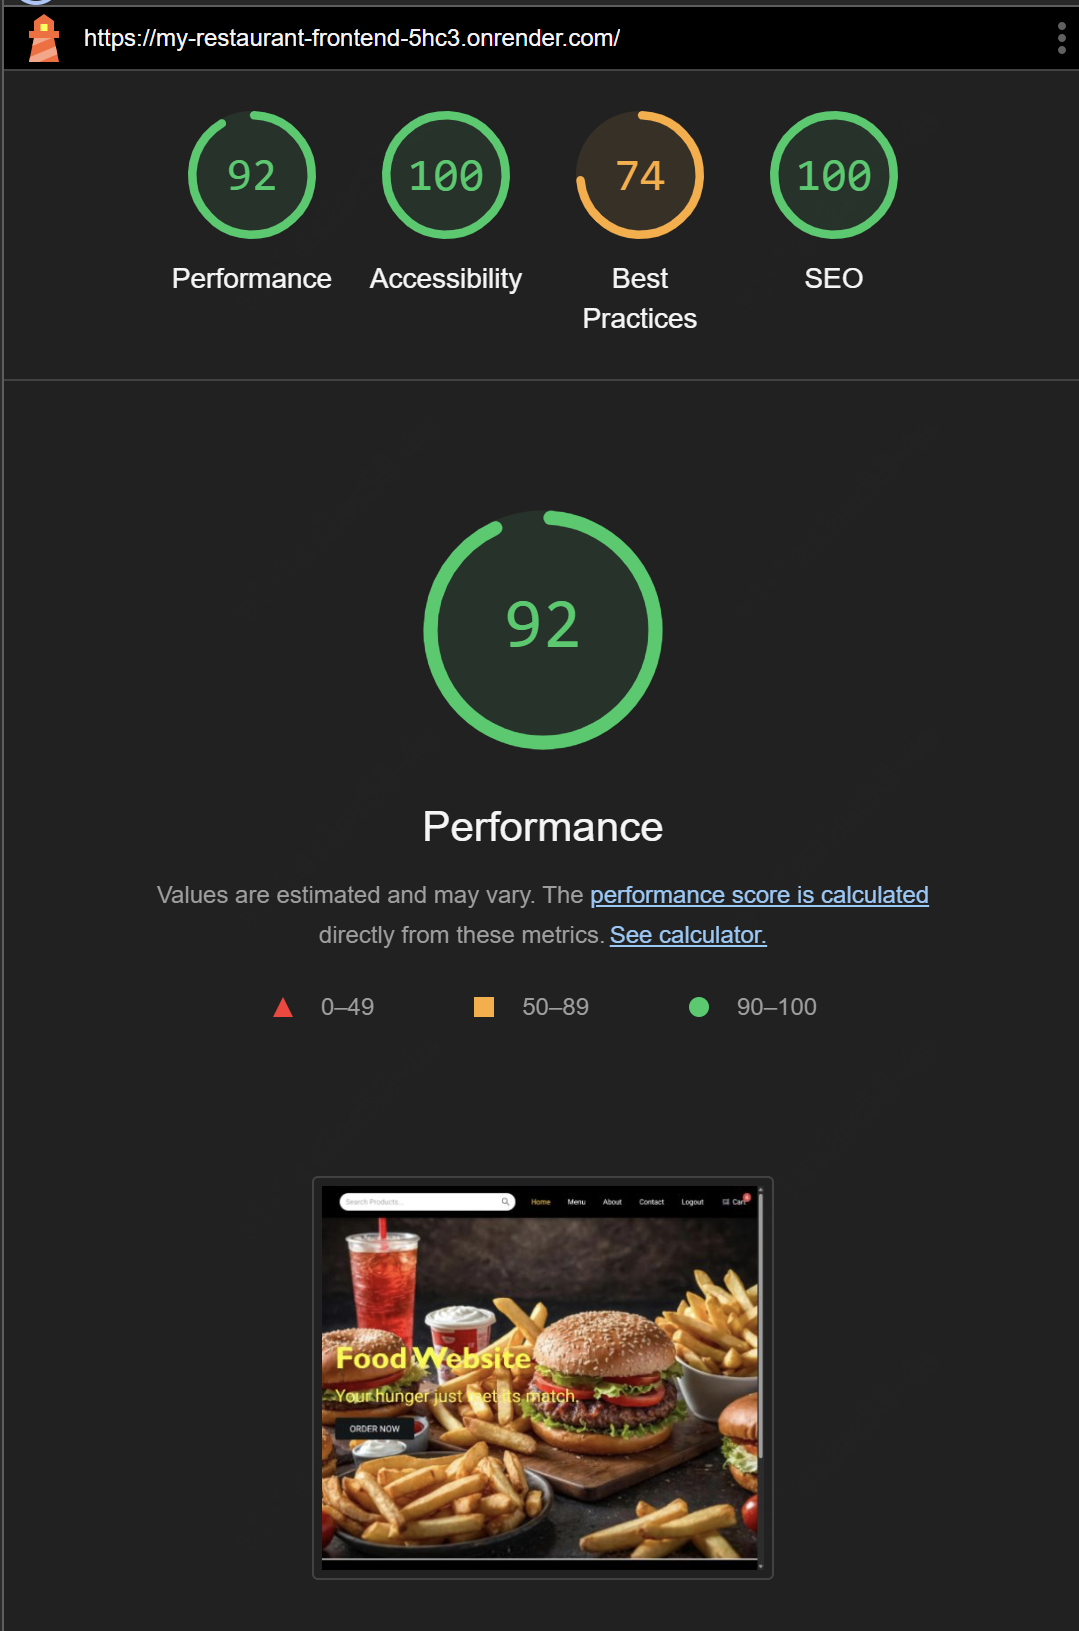 https://my-restaurant-frontend-5hc3.onrender.com/
92
100
74
100
Performance
Accessibility
Best
Practices
SEO
92
Performance
Values are estimated and may vary. The performance score is calculated
directly from these metrics. See calculator.
0–49
50–89
90–100
Search Products...
Home
Menu
About
Contact
Logout
Cart
Food Website
Your hunger just met its match.
ORDER NOW